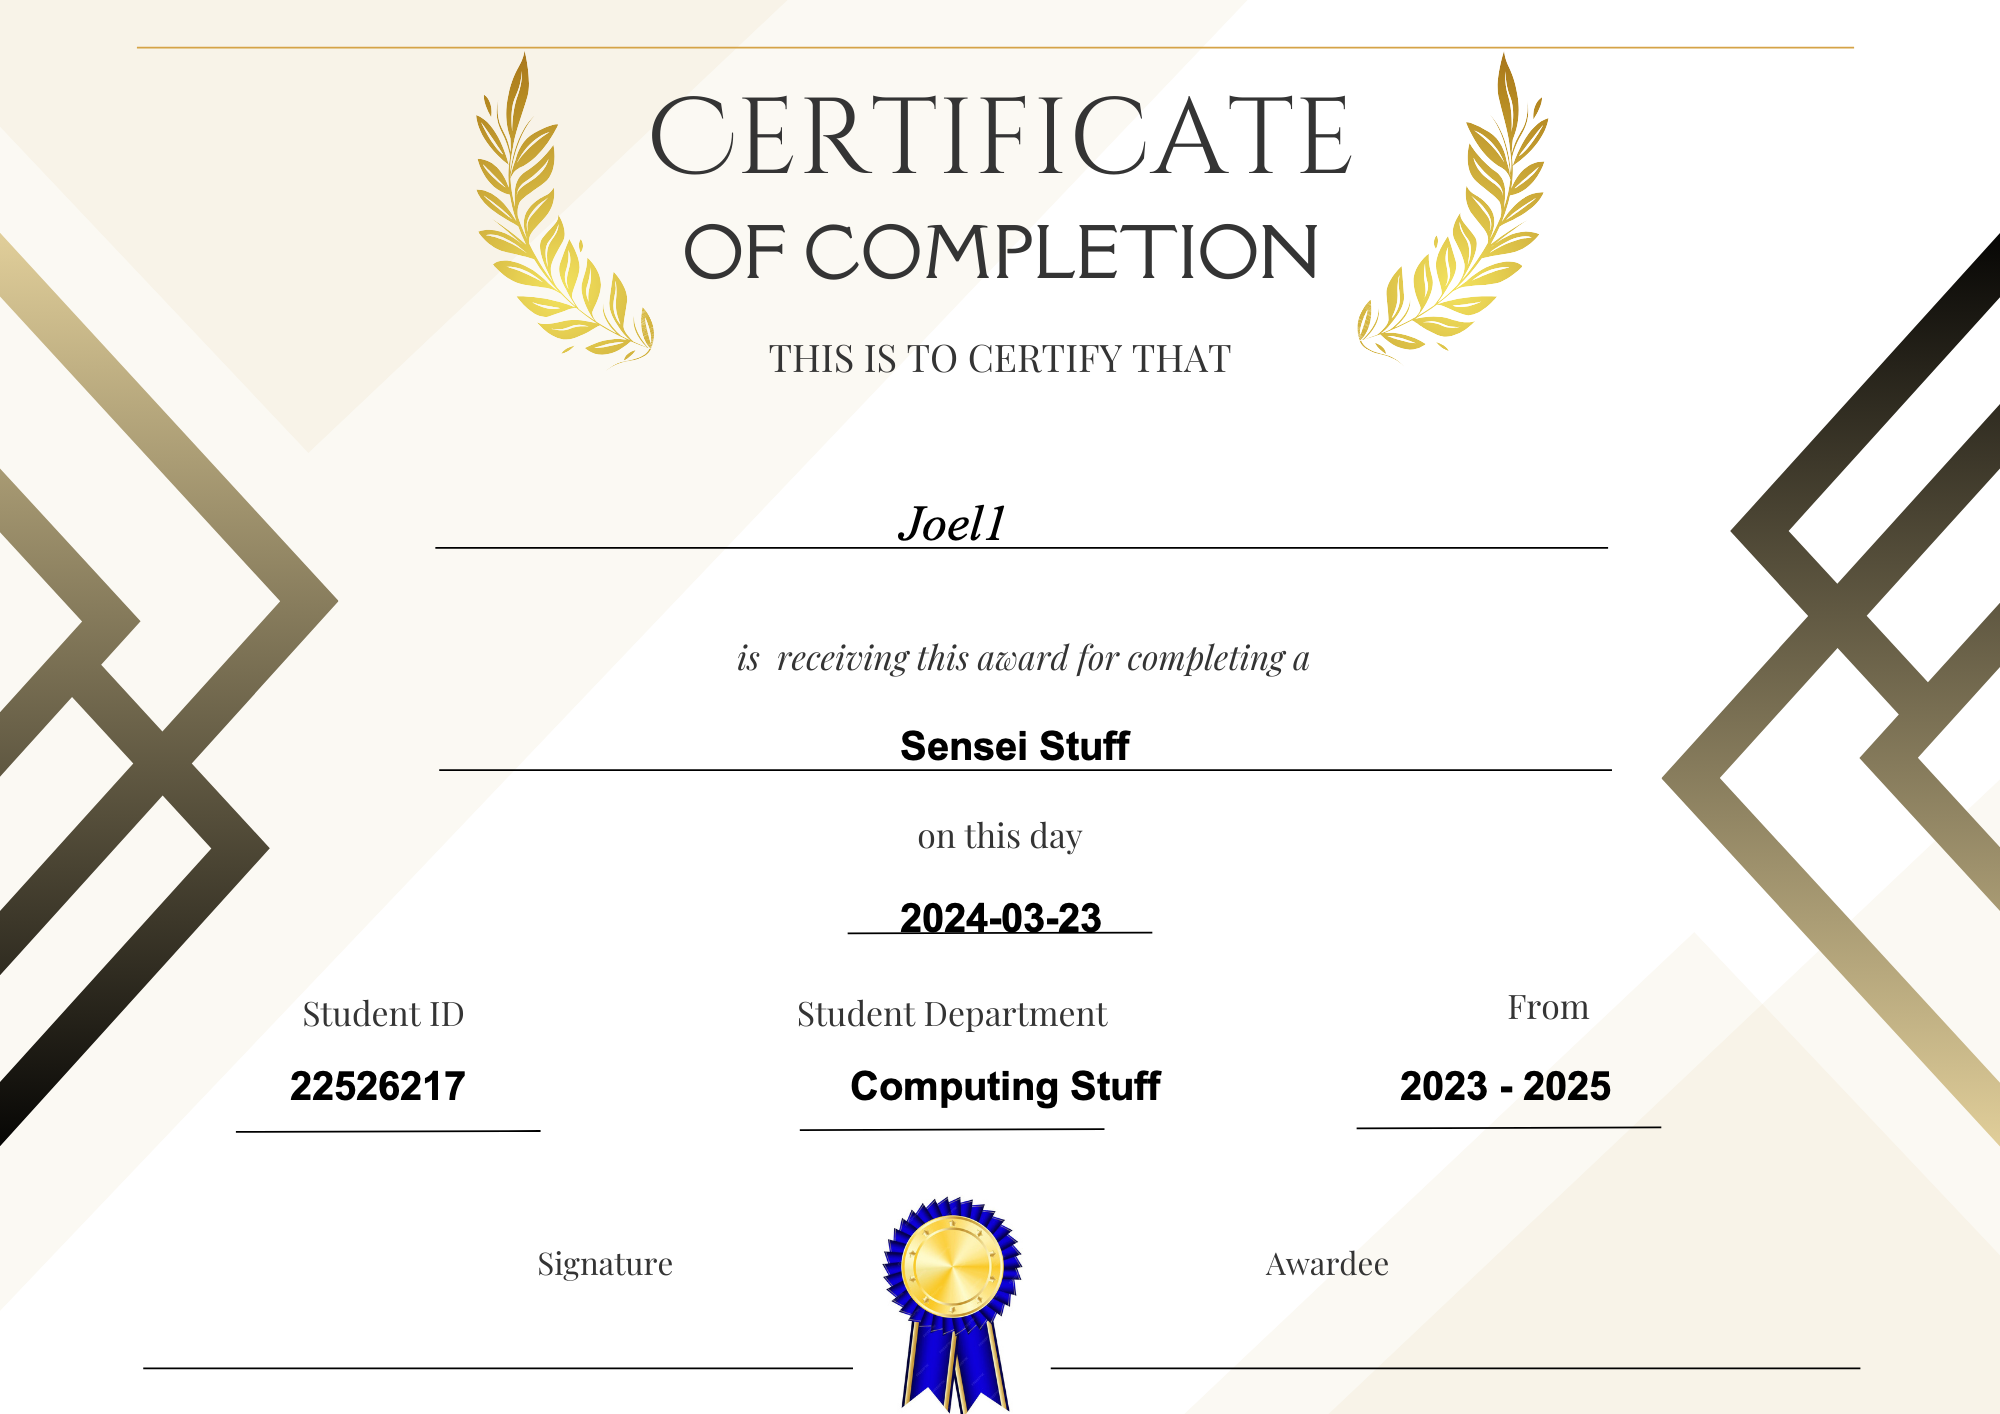 CERTIFICATE
OF COMPLETION
THIS IS TO CERTIFY THAT
Joel1
is receiving this award for completing a
Sensei Stuff
on this day
2024-03-23
Student ID
Student Department
From
22526217
Computing Stuff
2023 - 2025
Signature
Awardee